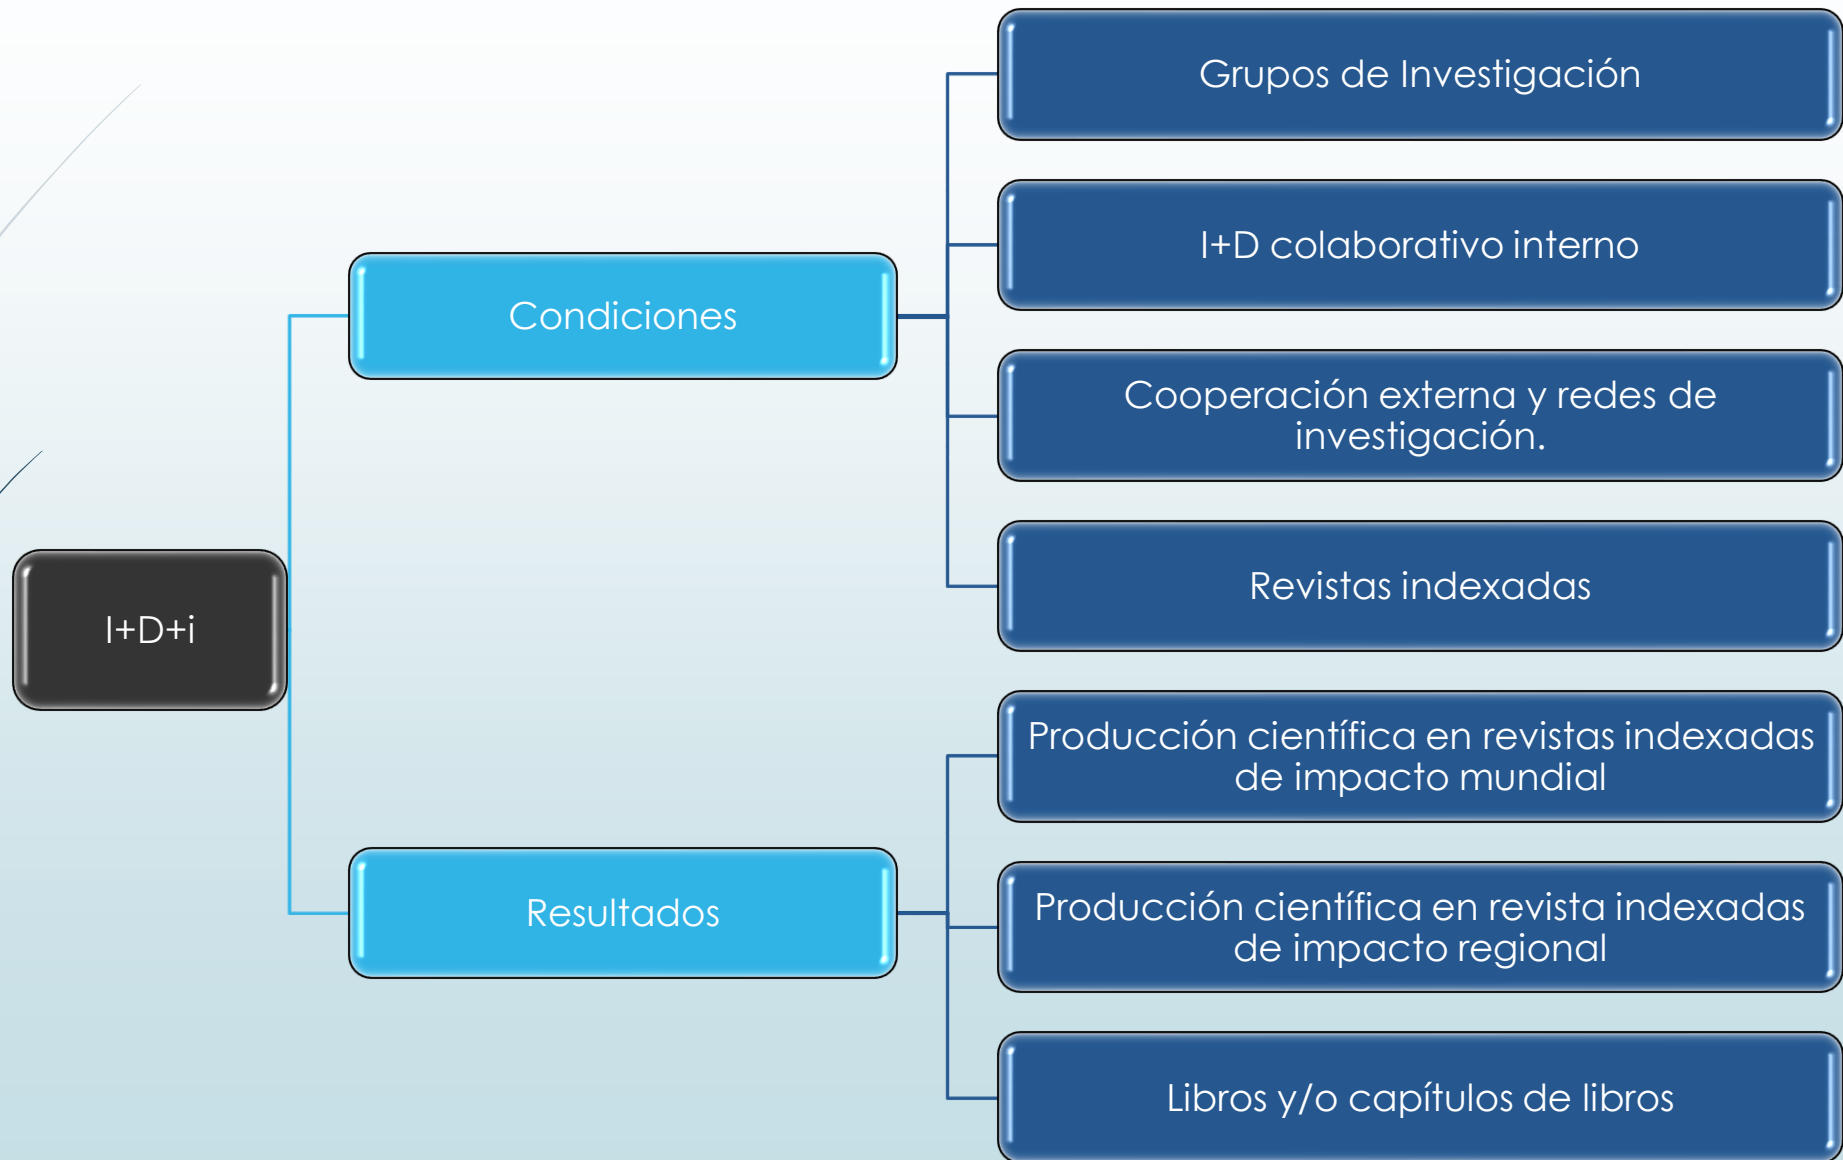 Grupos de Investigación
I+D colaborativo interno
Condiciones
Cooperación externa y redes de
investigación.
Revistas indexadas
I+D+i
Producción científica en revistas indexadas
de impacto mundial
Resultados
Producción científica en revista indexadas
de impacto regional
Libros y/o capítulos de libros